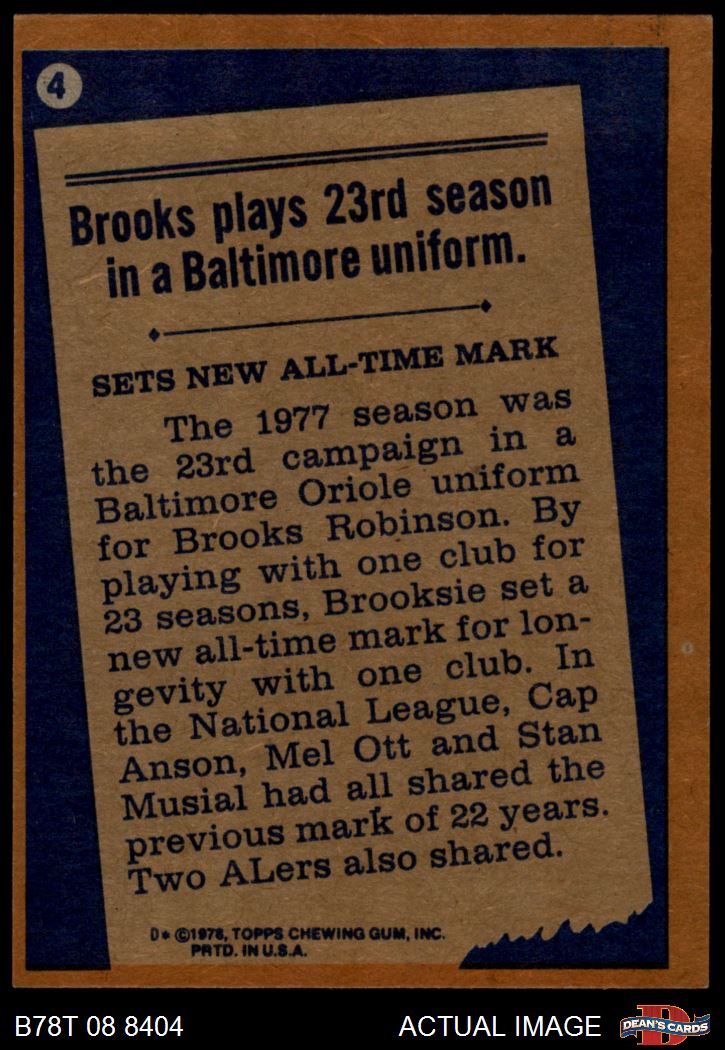 4
Brooks plays 23rd season
in a Baltimore uniform.
SETS NEW ALL-TIME MARK
The 1977 season was
the 23rd campaign in a
Baltimore Oriole uniform
for Brooks Robinson. By
playing with one club for
23 seasons, Brooksie set a
new all-time mark for lon-
gevity with one club. In
the National League, Cap
Anson, Mel Ott and Stan
Musial had all shared the
previous mark of 22 years.
Two ALers also shared.
D* ©1978, TOPPS CHEWING GUM, INC.
PRTD. IN U.S.A.
B78T 08 8404 ACTUAL IMAGE D DEAN'S CARDS